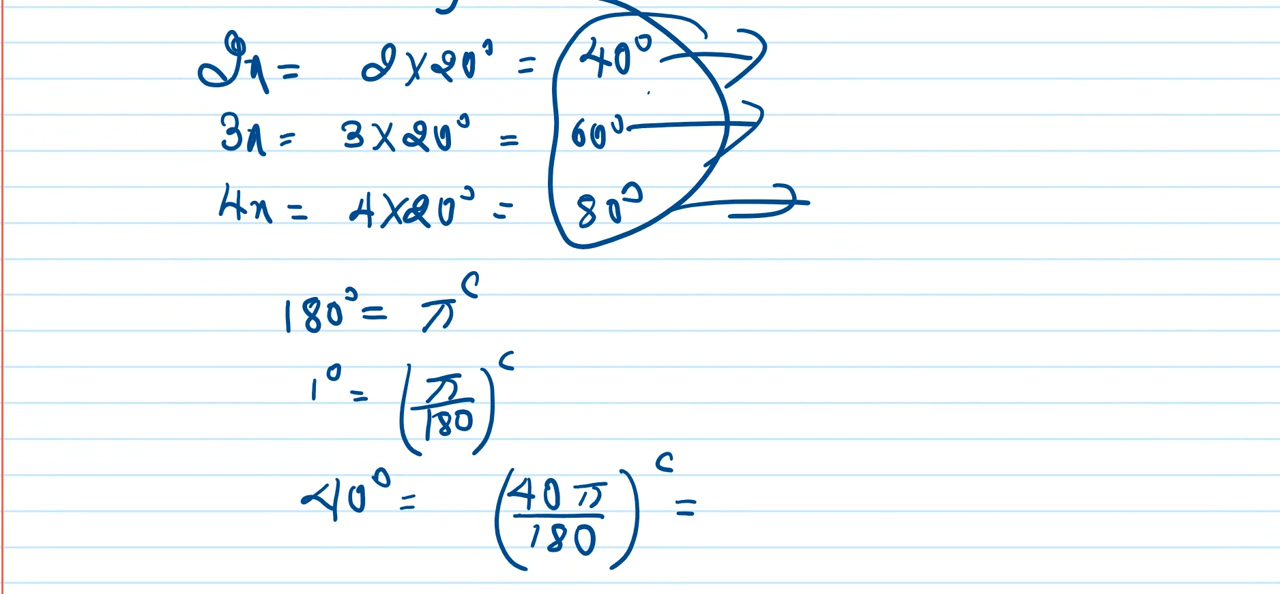 2x = 2 × 20° = 40°
3x = 3 × 20° = 60°
4x = 4 × 20° = 80°
180° = π^c
1° = (π/180)^c
40° = (40π/180)^c =